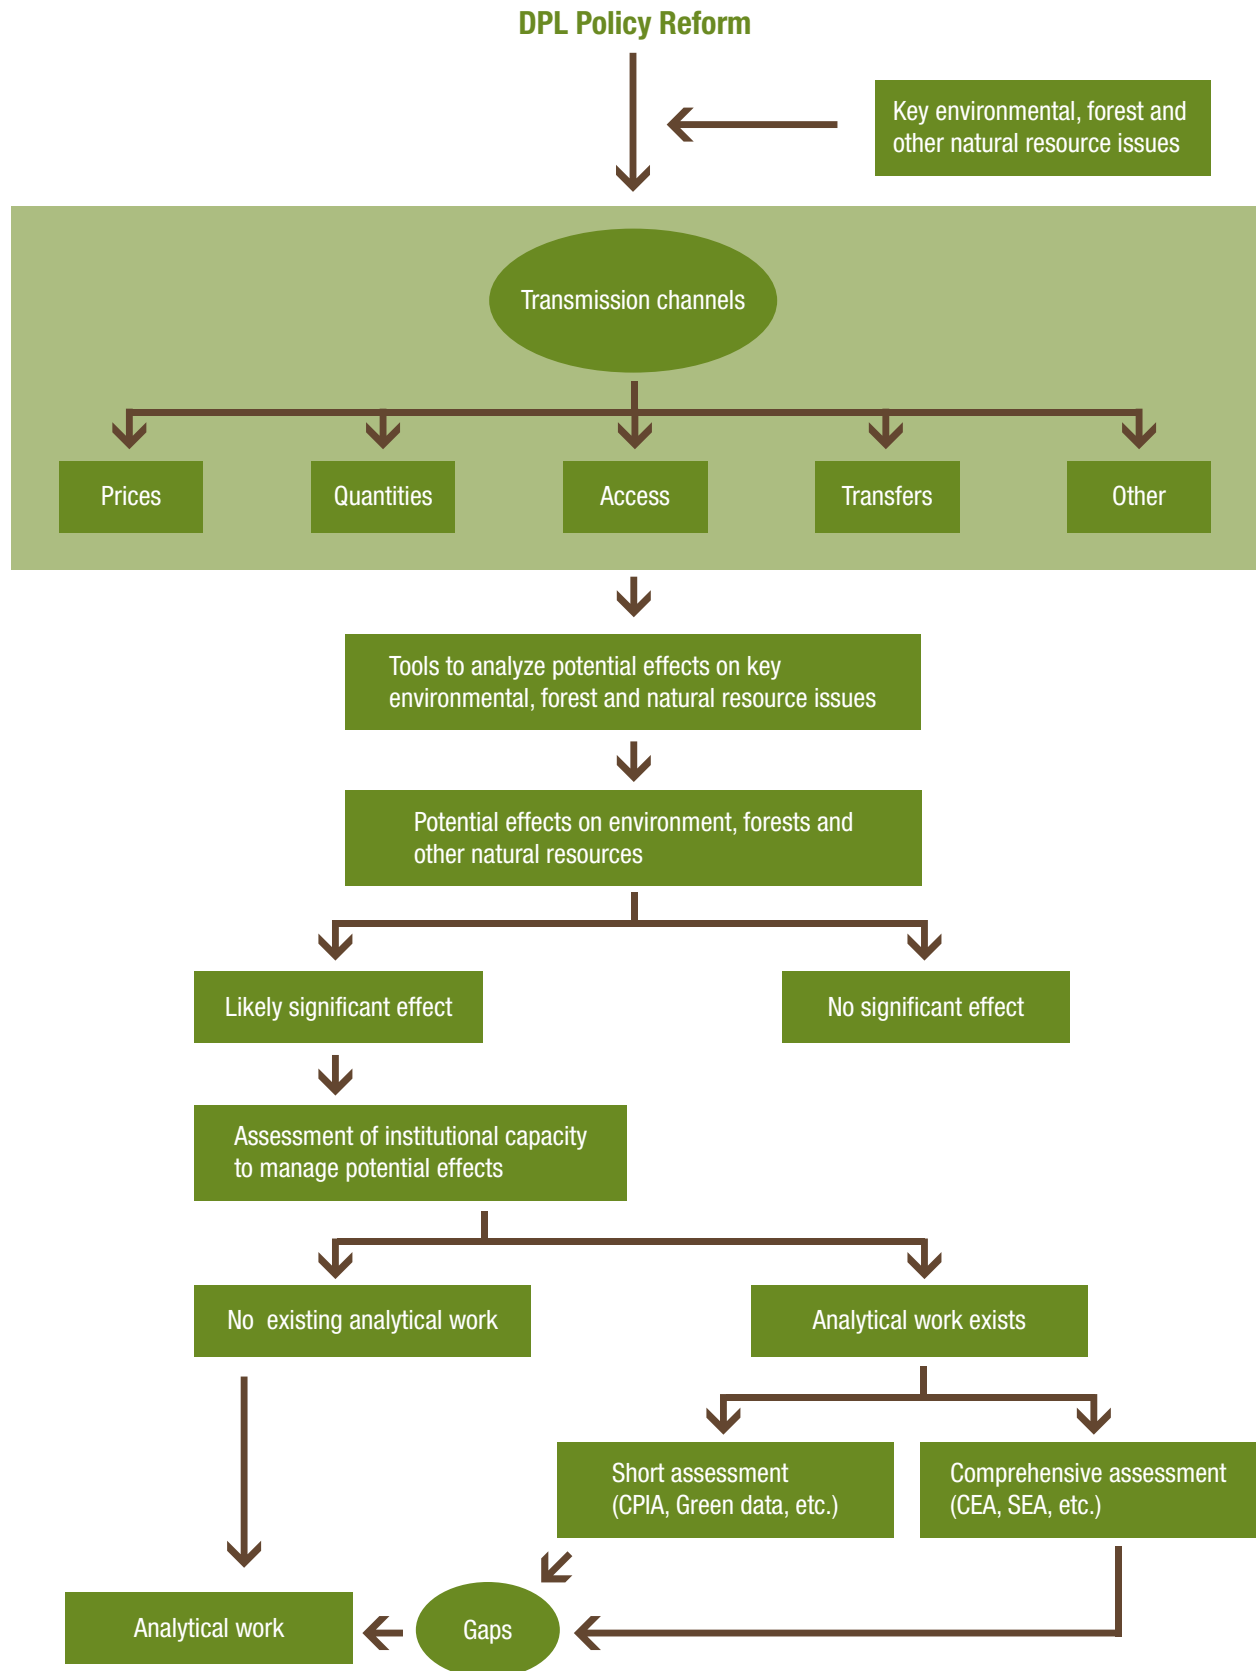 DPL Policy Reform
Key environmental, forest and
other natural resource issues
Transmission channels
Prices
Quantities
Access
Transfers
Other
Tools to analyze potential effects on key
environmental, forest and natural resource issues
Potential effects on environment, forests and
other natural resources
Likely significant effect
No significant effect
Assessment of institutional capacity
to manage potential effects
No existing analytical work
Analytical work exists
Short assessment
(CPIA, Green data, etc.)
Comprehensive assessment
(CEA, SEA, etc.)
Analytical work
Gaps